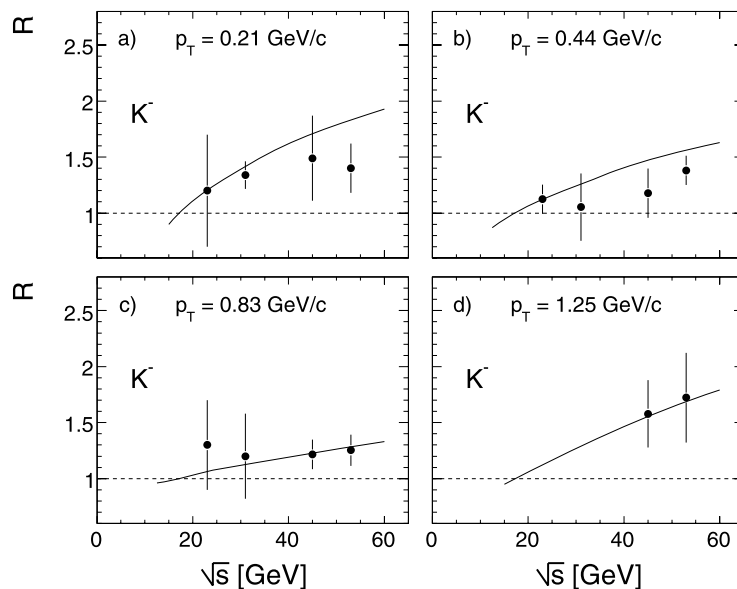 R
a) p_T = 0.21 GeV/c
b) p_T = 0.44 GeV/c
2.5
2
K⁻
K⁻
1.5
1
R
c) p_T = 0.83 GeV/c
d) p_T = 1.25 GeV/c
2.5
2
K⁻
K⁻
1.5
1
0 20 40 60 0 20 40 60
√s [GeV]
√s [GeV]